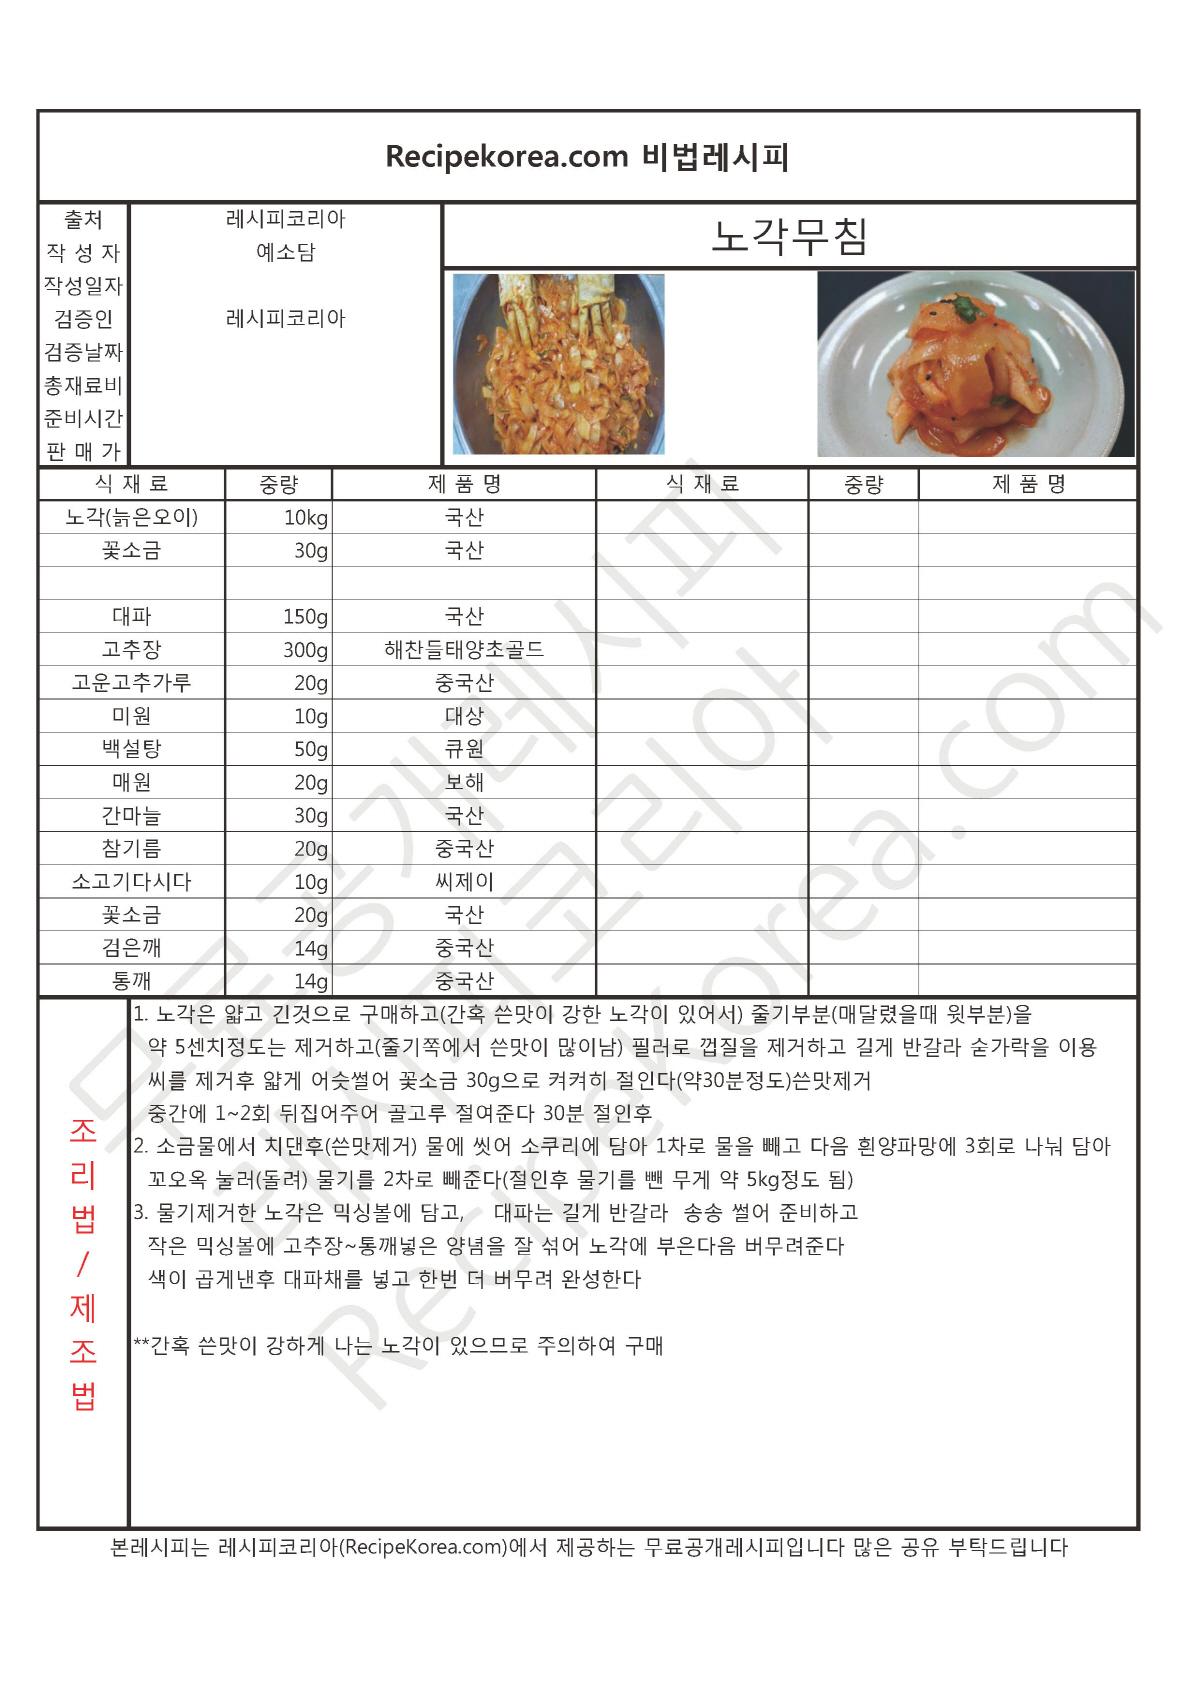 Recipekorea.com 비법레시피
출처 레시피코리아
노각무침
작 성 자 예소담
작성일자
검증인 레시피코리아
검증날짜
총재료비
준비시간
판 매 가
식 재 료 중량 제 품 명 식 재 료 중량 제 품 명
노각(늙은오이) 10kg 국산
꽃소금 30g 국산
대파 150g 국산
고추장 300g 해찬들태양초골드
고운고추가루 20g 중국산
미원 10g 대상
백설탕 50g 큐원
매원 20g 보해
간마늘 30g 국산
참기름 20g 중국산
소고기다시다 10g 씨제이
꽃소금 20g 국산
검은깨 14g 중국산
통깨 14g 중국산
조리법/제조법
1. 노각은 얇고 긴것으로 구매하고(간혹 쓴맛이 강한 노각이 있어서) 줄기부분(매달렸을때 윗부분)을
약 5센치정도는 제거하고(줄기쪽에서 쓴맛이 많이남) 필러로 껍질을 제거하고 길게 반갈라 숟가락을 이용
씨를 제거후 얇게 어슷썰어 꽃소금 30g으로 켜켜히 절인다(약30분정도)쓴맛제거
중간에 1~2회 뒤집어주어 골고루 절여준다 30분 절인후
2. 소금물에서 치댄후(쓴맛제거) 물에 씻어 소쿠리에 담아 1차로 물을 빼고 다음 흰양파망에 3회로 나눠 담아
꼬오옥 눌러(돌려) 물기를 2차로 빼준다(절인후 물기를 뺀 무게 약 5kg정도 됨)
3. 물기제거한 노각은 믹싱볼에 담고, 대파는 길게 반갈라 송송 썰어 준비하고
작은 믹싱볼에 고추장~통깨넣은 양념을 잘 섞어 노각에 부은다음 버무려준다
색이 곱게낸후 대파채를 넣고 한번 더 버무려 완성한다
**간혹 쓴맛이 강하게 나는 노각이 있으므로 주의하여 구매
본레시피는 레시피코리아(RecipeKorea.com)에서 제공하는 무료공개레시피입니다 많은 공유 부탁드립니다
무료공개레시피
레시피코리아
RecipeKorea.com